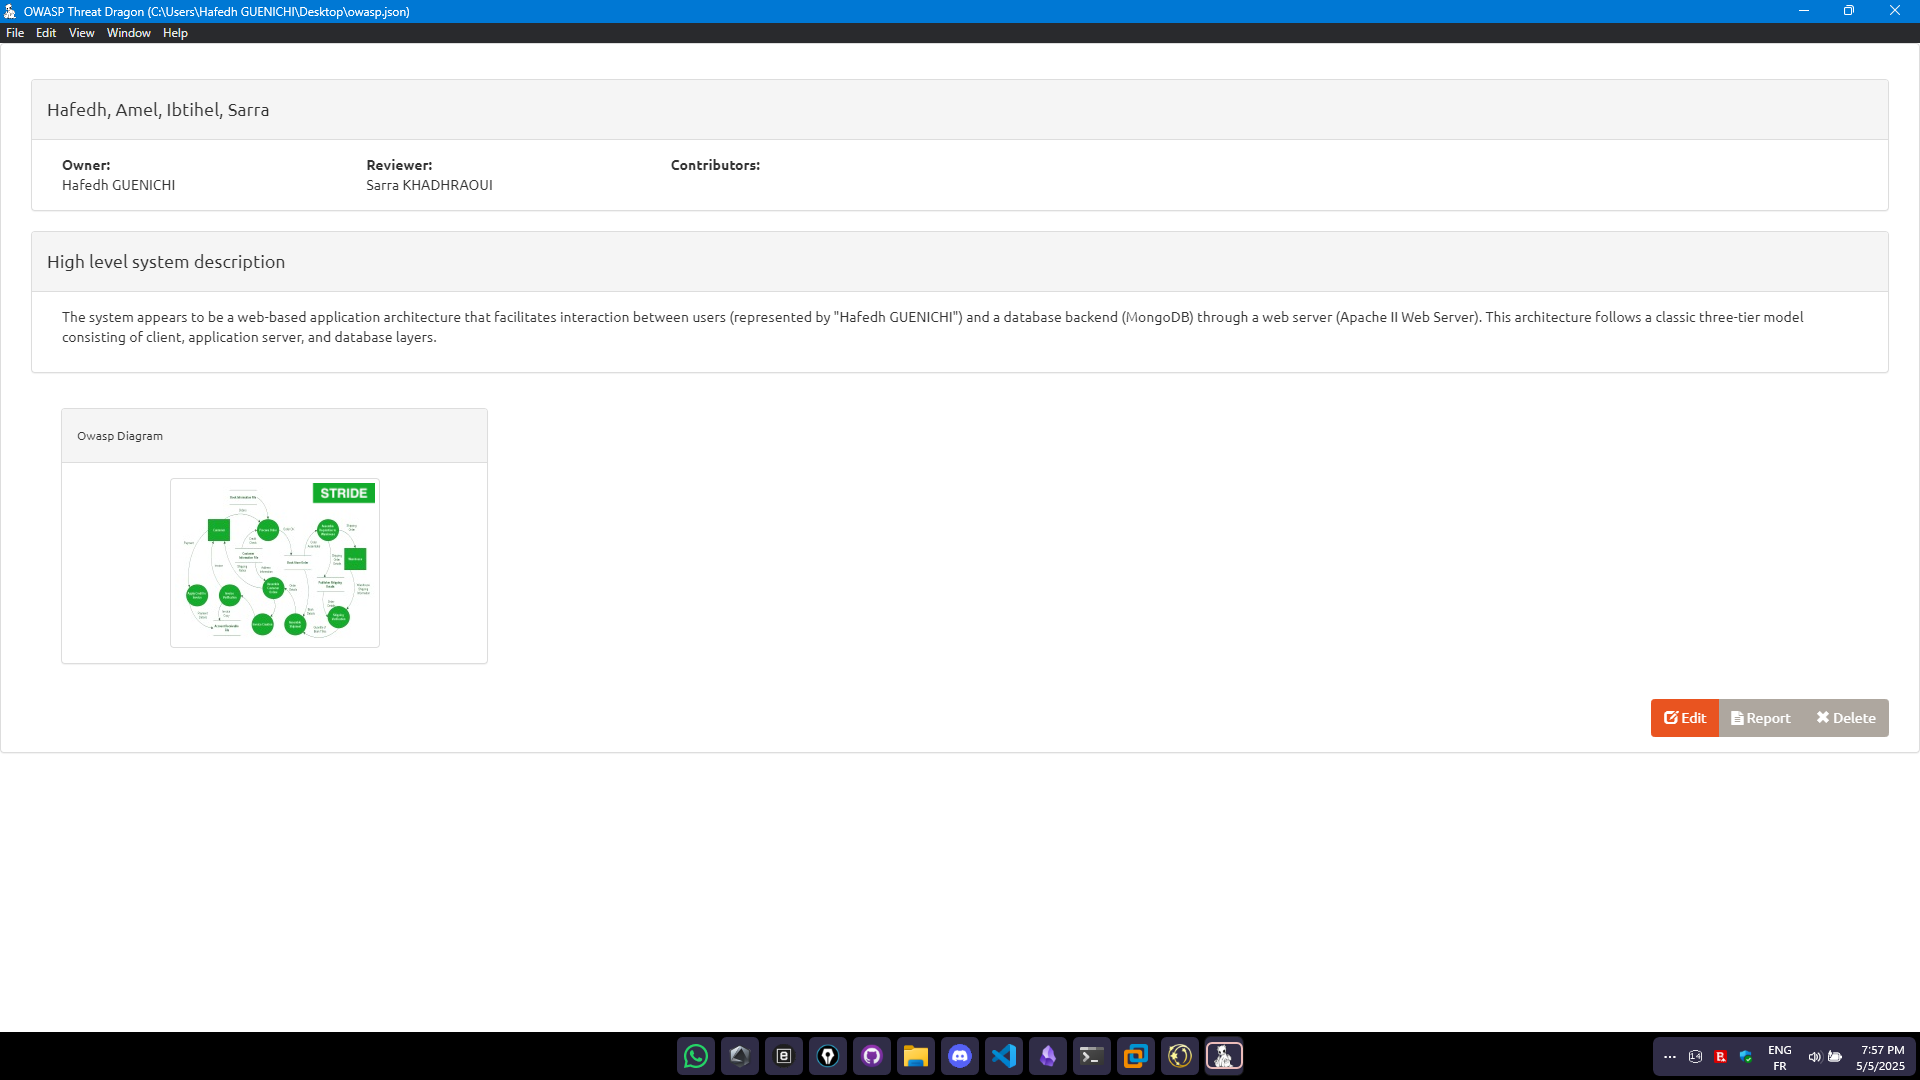 OWASP Threat Dragon (C:\Users\Hafedh GUENICHI\Desktop\owasp.json)
File Edit View Window Help
Hafedh, Amel, Ibtihel, Sarra
Owner: Reviewer: Contributors:
Hafedh GUENICHI Sarra KHADHRAOUI
High level system description
The system appears to be a web-based application architecture that facilitates interaction between users (represented by "Hafedh GUENICHI") and a database backend (MongoDB) through a web server (Apache II Web Server). This architecture follows a classic three-tier model
consisting of client, application server, and database layers.
Owasp Diagram
STRIDE
Edit Report Delete
ENG 7:57 PM
FR 5/5/2025